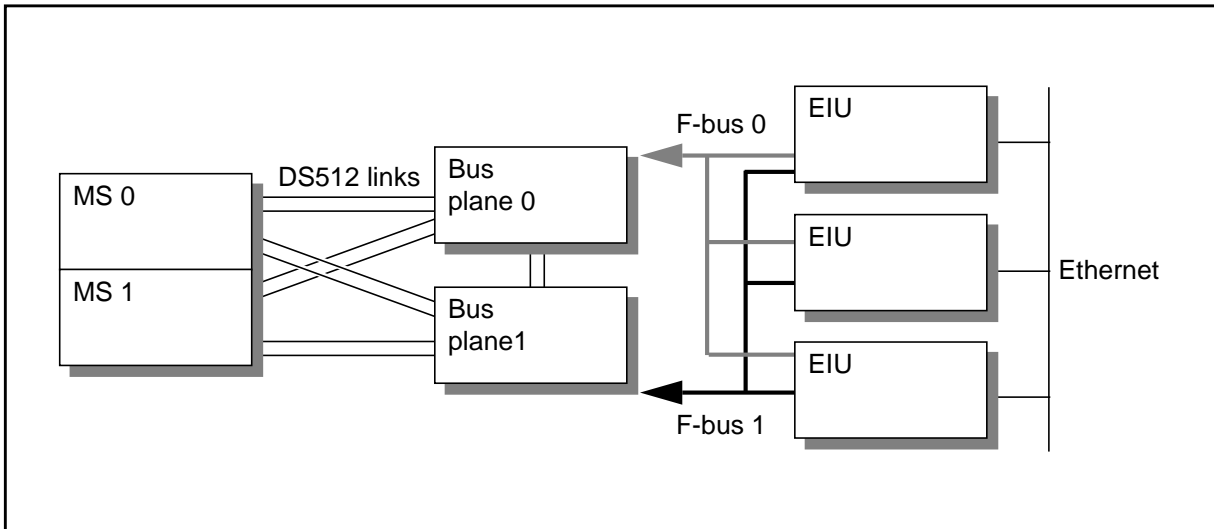 EIU
F-bus 0
Bus
plane 0
DS512 links
MS 0
EIU
Ethernet
MS 1
Bus
plane1
EIU
F-bus 1